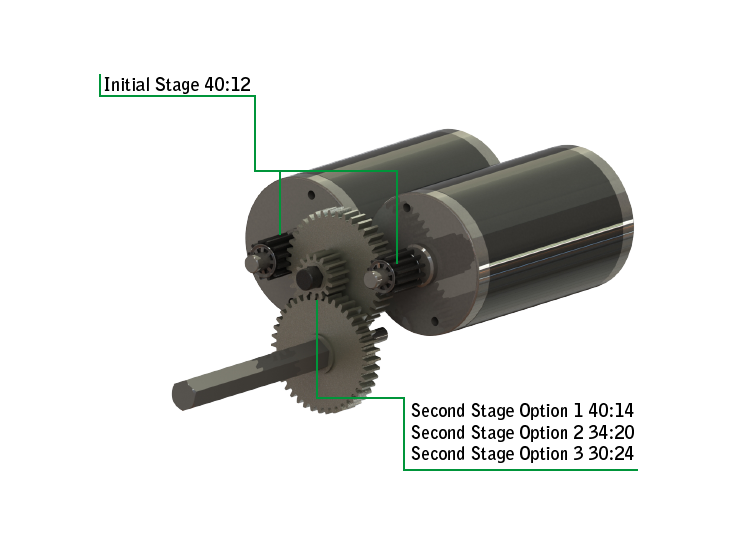 Initial Stage 40:12
Second Stage Option 1 40:14
Second Stage Option 2 34:20
Second Stage Option 3 30:24